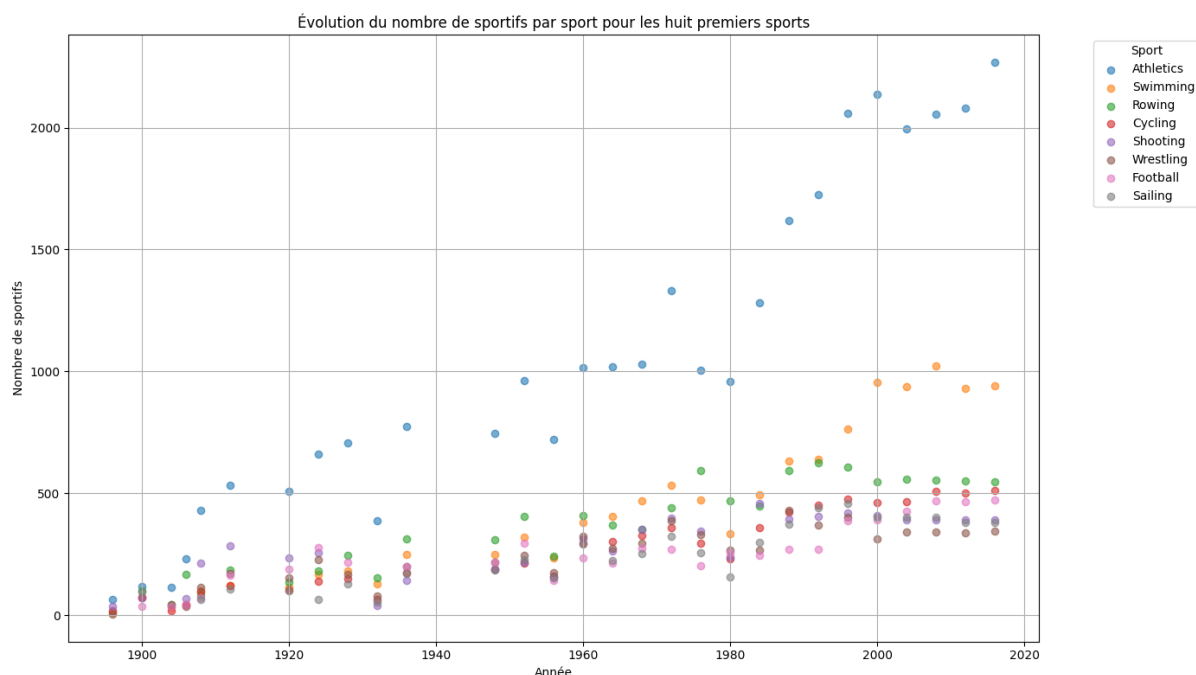 Évolution du nombre de sportifs par sport pour les huit premiers sports
Sport
Athletics
Swimming
Rowing
Cycling
Shooting
Wrestling
Football
Sailing
Nombre de sportifs
2000
1500
1000
500
0
1900 1920 1940 1960 1980 2000 2020
Année